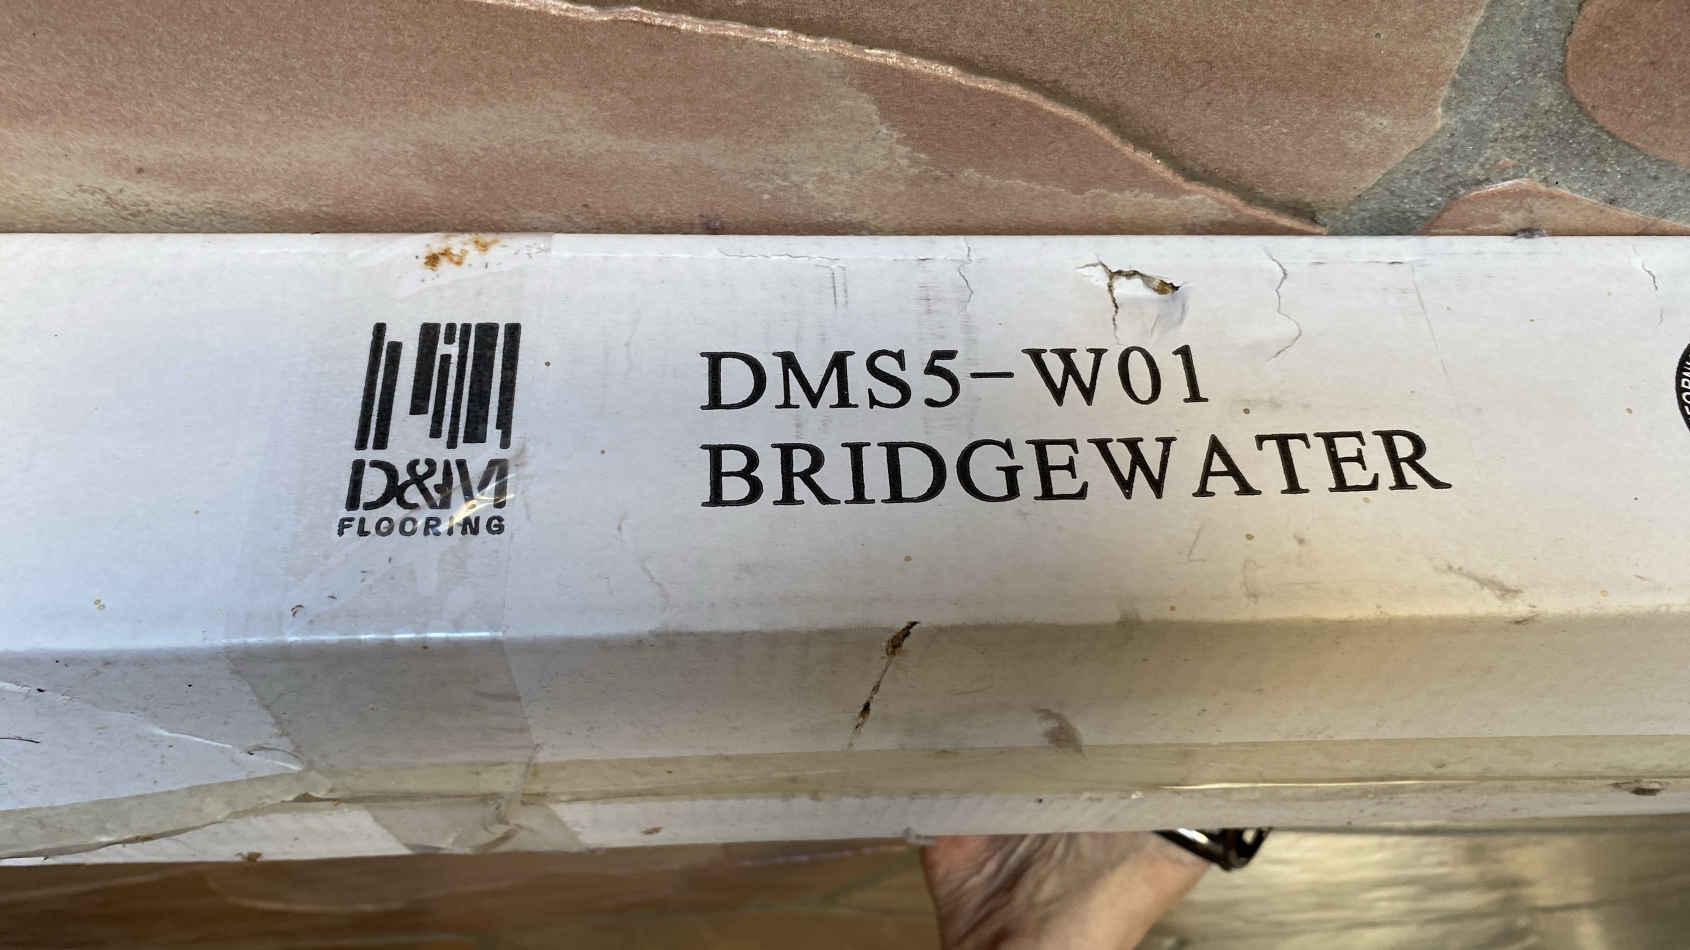 D&M
FLOORING
DMS5-W01
BRIDGEWATER